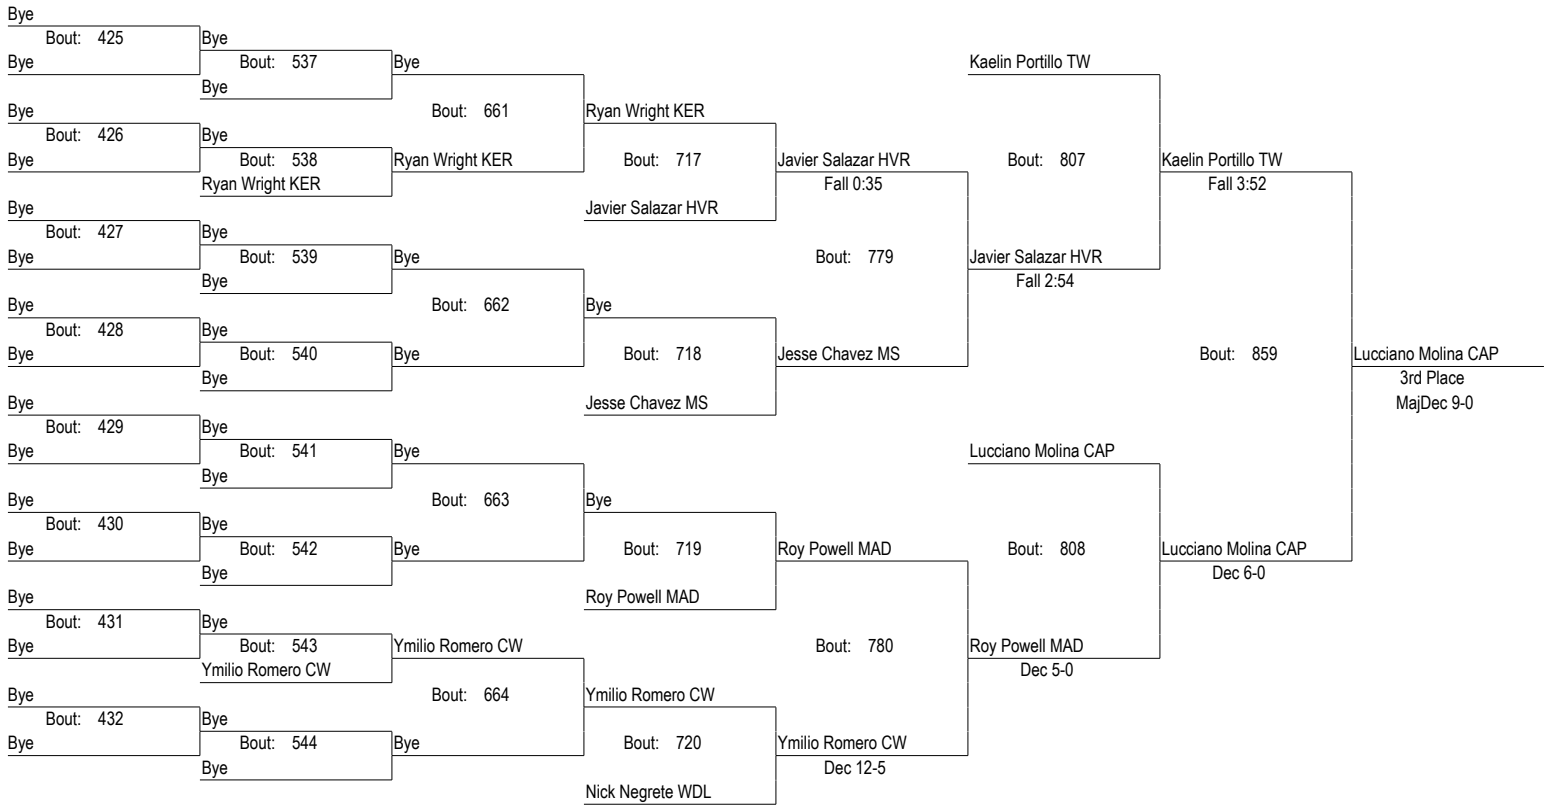 Bye
Bout: 425
Bye
Bye
Bout: 537
Bye
Bye
Bout: 426
Bye
Bye
Bout: 538
Ryan Wright KER
Bye
Bout: 661
Ryan Wright KER
Bye
Bout: 427
Bye
Bye
Bout: 539
Bye
Bye
Bout: 428
Bye
Bye
Bout: 540
Bye
Bye
Bout: 662
Bye
Ryan Wright KER
Bout: 717
Javier Salazar HVR
Bye
Bout: 718
Jesse Chavez MS
Javier Salazar HVR
Fall 0:35
Bout: 779
Jesse Chavez MS
Bye
Bout: 429
Bye
Bye
Bout: 541
Bye
Bye
Bout: 430
Bye
Bye
Bout: 542
Bye
Bye
Bout: 663
Bye
Bye
Bout: 431
Bye
Bye
Bout: 543
Ymilio Romero CW
Bye
Bout: 432
Bye
Bye
Bout: 544
Bye
Ymilio Romero CW
Bout: 664
Bye
Bye
Bout: 719
Roy Powell MAD
Ymilio Romero CW
Bout: 720
Nick Negrete WDL
Roy Powell MAD
Bout: 780
Ymilio Romero CW
Dec 12-5
Kaelin Portillo TW
Bout: 807
Javier Salazar HVR
Fall 2:54
Lucciano Molina CAP
Bout: 808
Roy Powell MAD
Dec 5-0
Kaelin Portillo TW
Fall 3:52
Bout: 859
Lucciano Molina CAP
Dec 6-0
Lucciano Molina CAP
3rd Place
MajDec 9-0